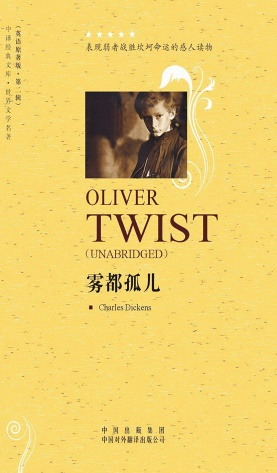 中译经典文库·世界文学名著
（英语原著版·第一辑）
★★★★★
表现弱者战胜坎坷命运的感人读物
OLIVER
TWIST
(UNABRIDGED)
雾都孤儿
■ Charles Dickens
中国出版集团
中国对外翻译出版公司